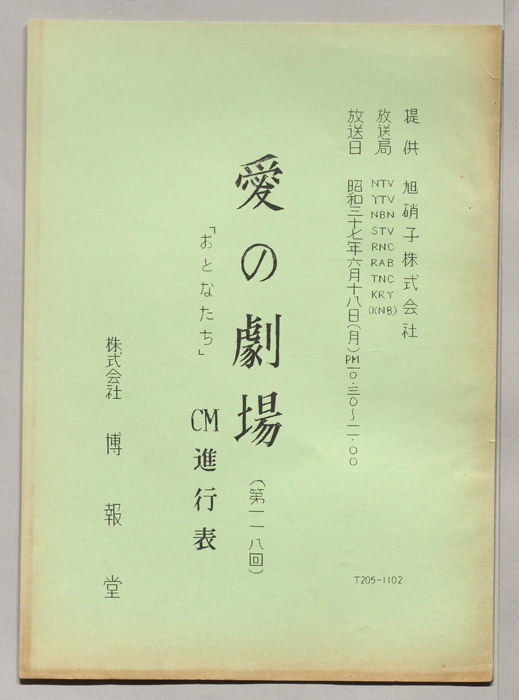 提供 旭硝子株式会社
放送局 NTV YTV NBN STV RNC RAB TNC KRY (KNB)
放送日 昭和三十七年六月十八日(月)PM一〇・三〇〜一一・〇〇
愛の劇場(第一一八回)
「おとなたち」
CM進行表
株式会社 博報堂
T205-1102